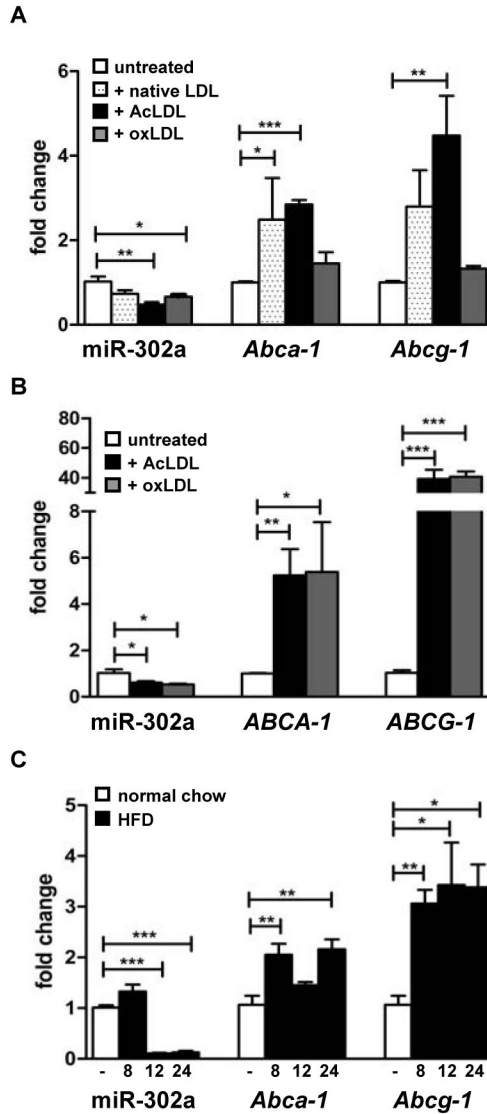 A
6
4
2
0
fold change
untreated
+ native LDL
+ AcLDL
+ oxLDL
*
**
***
*
**
miR-302a Abca-1 Abcg-1
B
80
60
40
20
8
6
4
2
0
fold change
untreated
+ AcLDL
+ oxLDL
*
*
*
**
***
***
miR-302a ABCA-1 ABCG-1
C
5
4
3
2
1
0
fold change
normal chow
HFD
***
***
**
**
*
*
**
- 8 12 24 - 8 12 24 - 8 12 24
miR-302a Abca-1 Abcg-1